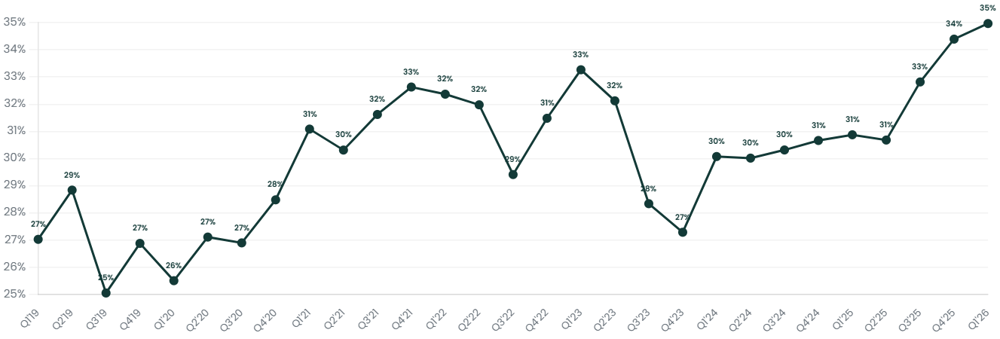 35%
34%
33%
32%
31%
30%
29%
28%
27%
26%
25%
27%
29%
25%
27%
26%
27%
27%
28%
31%
30%
32%
33%
32%
32%
29%
31%
33%
32%
28%
27%
30%
30%
30%
31%
31%
31%
33%
34%
35%
Q1'19
Q2'19
Q3'19
Q4'19
Q1'20
Q2'20
Q3'20
Q4'20
Q1'21
Q2'21
Q3'21
Q4'21
Q1'22
Q2'22
Q3'22
Q4'22
Q1'23
Q2'23
Q3'23
Q4'23
Q1'24
Q2'24
Q3'24
Q4'24
Q1'25
Q2'25
Q3'25
Q4'25
Q1'26